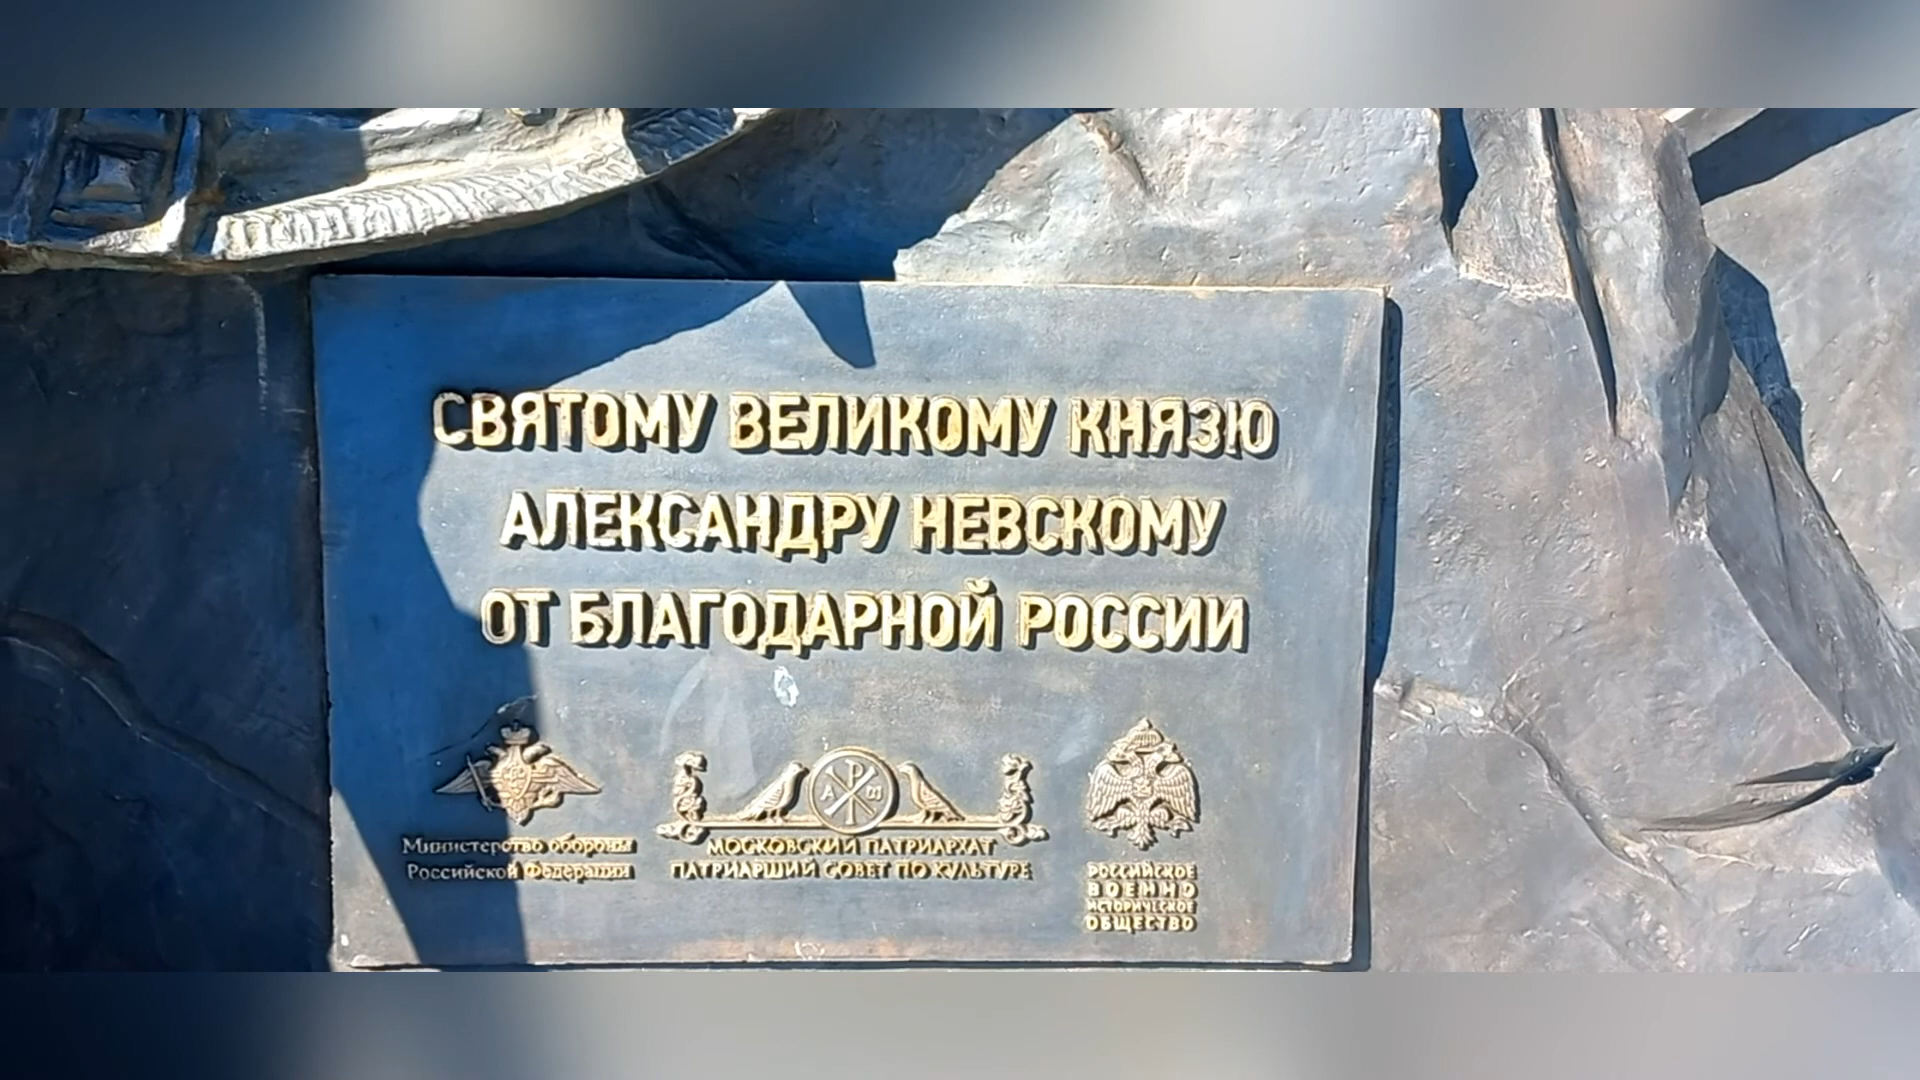 СВЯТОМУ ВЕЛИКОМУ КНЯЗЮ
АЛЕКСАНДРУ НЕВСКОМУ
ОТ БЛАГОДАРНОЙ РОССИИ
Министерство обороны
Российской Федерации
А Р Ѡ
МОСКОВСКИЙ ПАТРИАРХАТ
ПАТРИАРШИЙ СОВЕТ ПО КУЛЬТУРЕ
РОССИЙСКОЕ
ВОЕННО
ИСТОРИЧЕСКОЕ
ОБЩЕСТВО